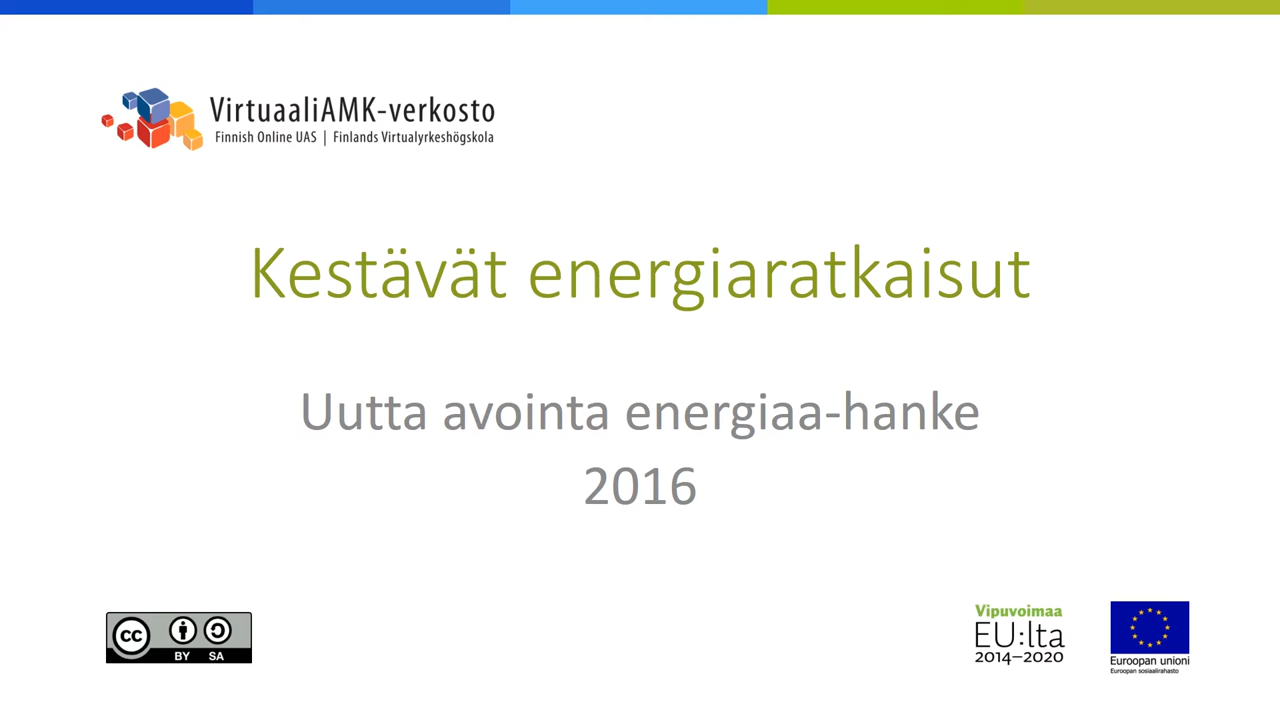 VirtuaaliAMK-verkosto
Finnish Online UAS | Finlands Virtualyrkeshögskola
Kestävät energiaratkaisut
Uutta avointa energiaa-hanke
2016
cc
BY SA
Vipuvoimaa
EU:lta
2014–2020
Euroopan unioni
Euroopan sosiaalirahasto